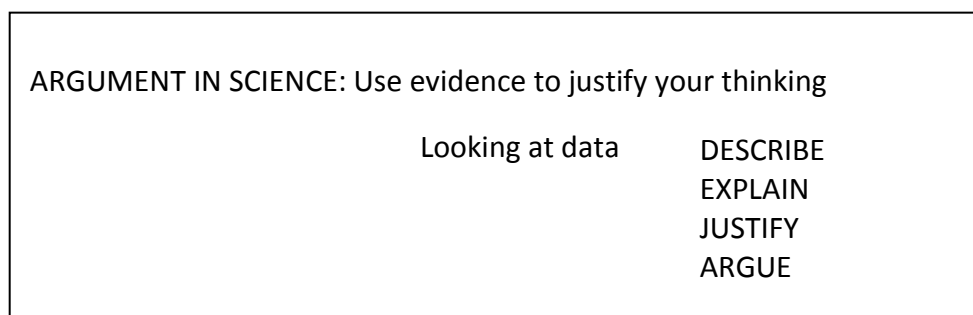 ARGUMENT IN SCIENCE: Use evidence to justify your thinking
Looking at data DESCRIBE
EXPLAIN
JUSTIFY
ARGUE